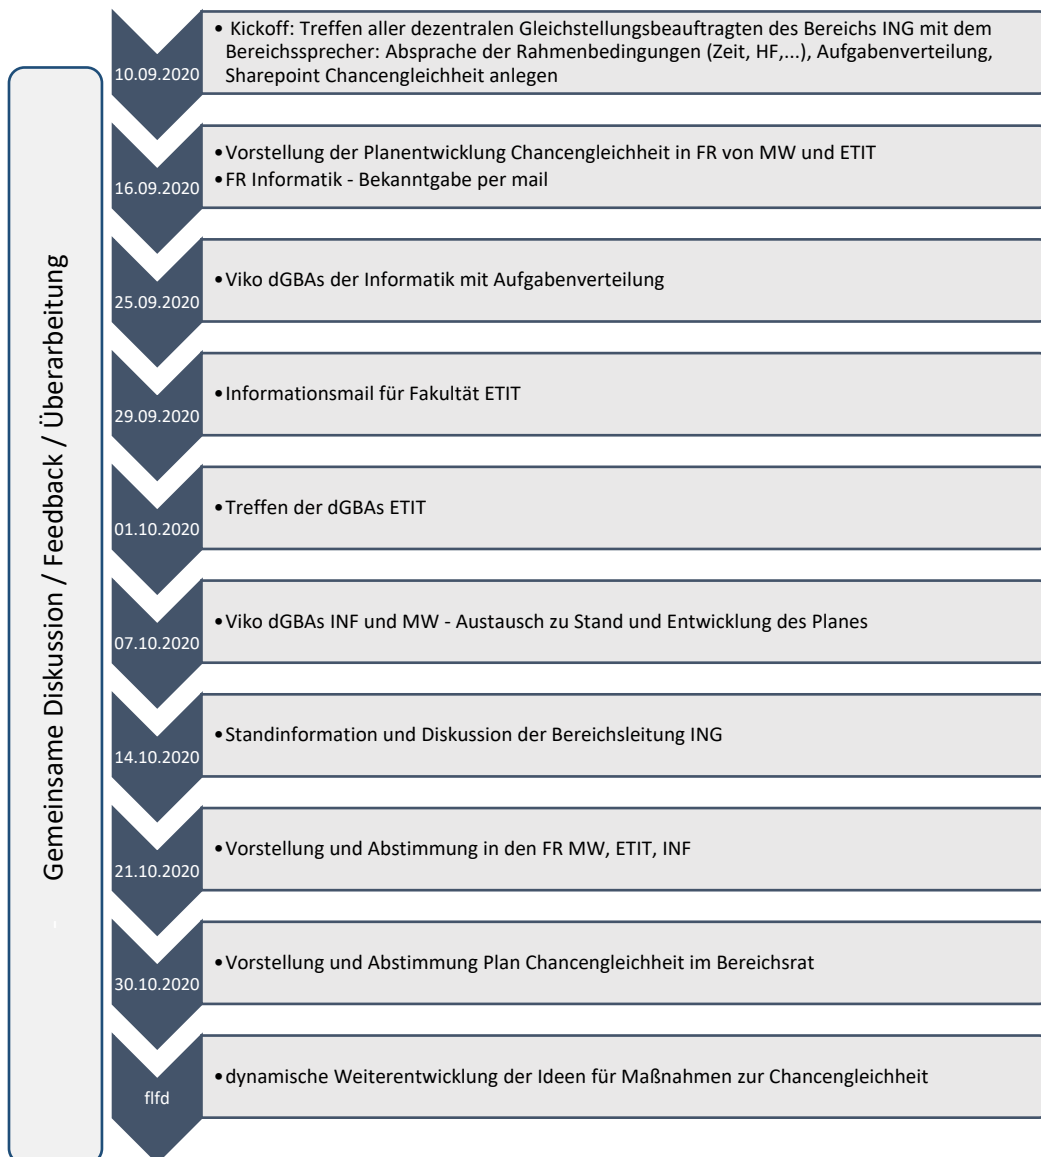 Gemeinsame Diskussion / Feedback / Überarbeitung
10.09.2020
• Kickoff: Treffen aller dezentralen Gleichstellungsbeauftragten des Bereichs ING mit dem
Bereichssprecher: Absprache der Rahmenbedingungen (Zeit, HF,...), Aufgabenverteilung,
Sharepoint Chancengleichheit anlegen
16.09.2020
•Vorstellung der Planentwicklung Chancengleichheit in FR von MW und ETIT
•FR Informatik - Bekanntgabe per mail
25.09.2020
•Viko dGBAs der Informatik mit Aufgabenverteilung
29.09.2020
•Informationsmail für Fakultät ETIT
01.10.2020
•Treffen der dGBAs ETIT
07.10.2020
•Viko dGBAs INF und MW - Austausch zu Stand und Entwicklung des Planes
14.10.2020
•Standinformation und Diskussion der Bereichsleitung ING
21.10.2020
•Vorstellung und Abstimmung in den FR MW, ETIT, INF
30.10.2020
•Vorstellung und Abstimmung Plan Chancengleichheit im Bereichsrat
flfd
•dynamische Weiterentwicklung der Ideen für Maßnahmen zur Chancengleichheit